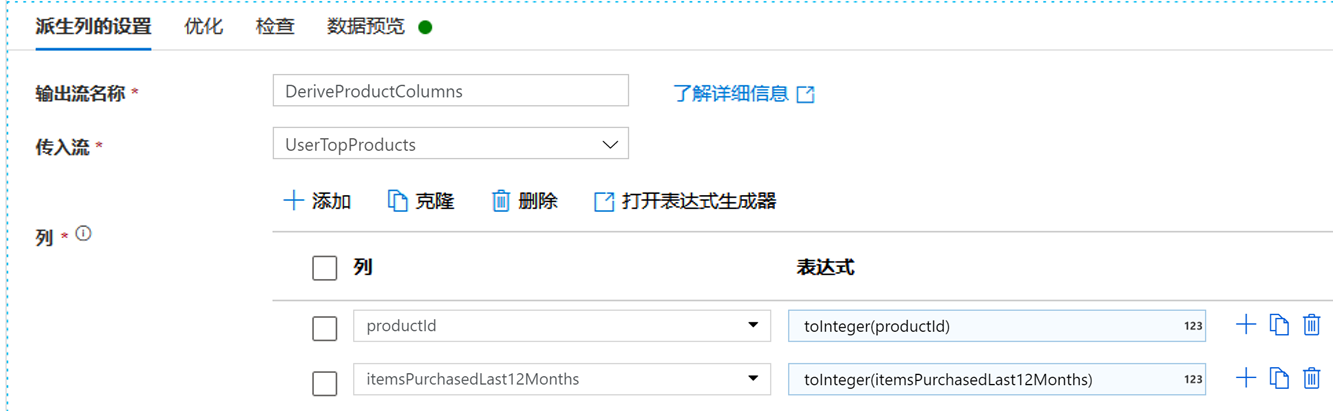 派生列的设置 优化 检查 数据预览
输出流名称 * DeriveProductColumns 了解详细信息
传入流 * UserTopProducts
添加 克隆 删除 打开表达式生成器
列 *
列 表达式
productId toInteger(productId) 123
itemsPurchasedLast12Months toInteger(itemsPurchasedLast12Months) 123